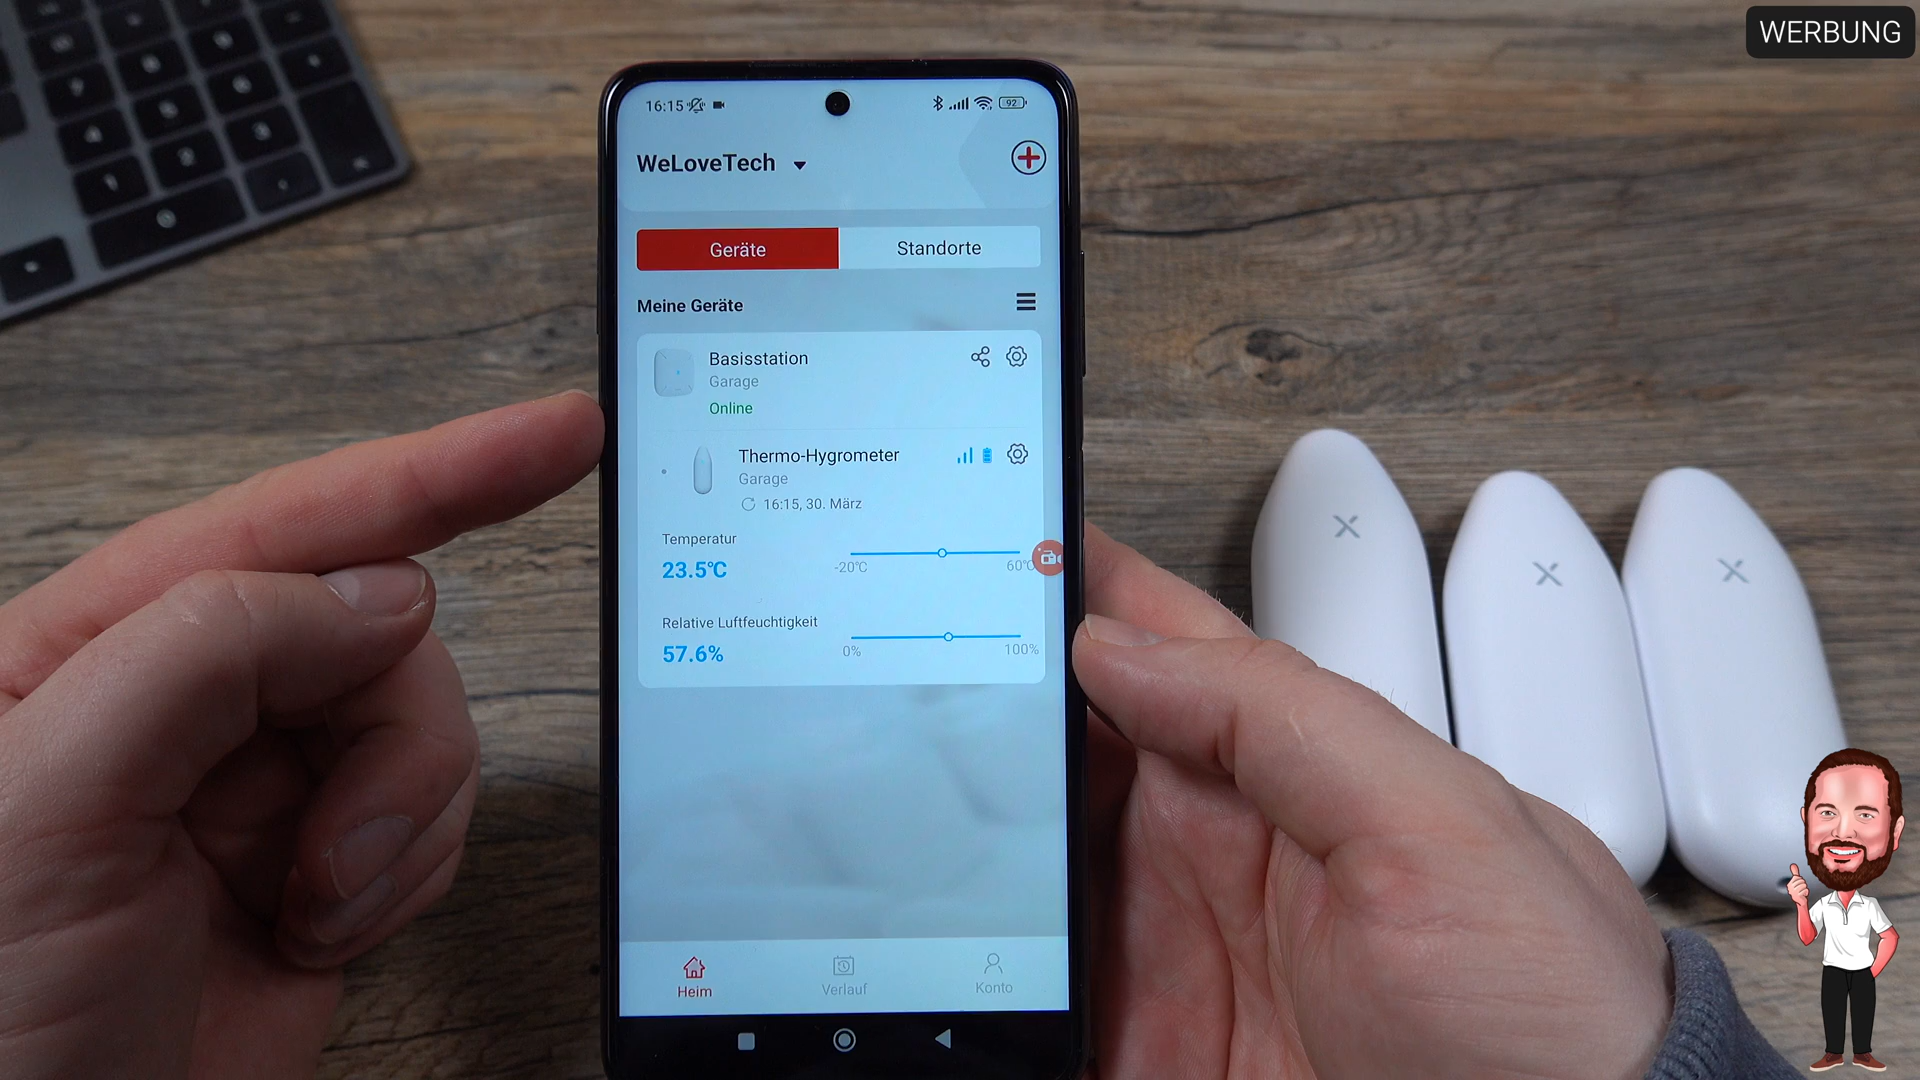 WERBUNG
16:15
92
WeLoveTech
Geräte
Standorte
Meine Geräte
Basisstation
Garage
Online
Thermo-Hygrometer
Garage
16:15, 30. März
Temperatur
23.5°C
-20°C
60°C
Relative Luftfeuchtigkeit
57.6%
0%
100%
Heim
Verlauf
Konto